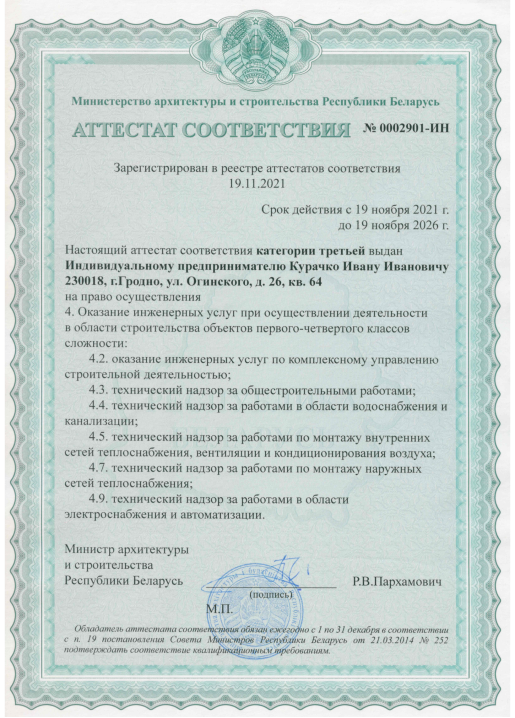 Министерство архитектуры и строительства Республики Беларусь
АТТЕСТАТ СООТВЕТСТВИЯ № 0002901-ИН
Зарегистрирован в реестре аттестатов соответствия
19.11.2021
Срок действия с 19 ноября 2021 г.
до 19 ноября 2026 г.
Настоящий аттестат соответствия категории третьей выдан
Индивидуальному предпринимателю Курачко Ивану Ивановичу
230018, г.Гродно, ул. Огинского, д. 26, кв. 64
на право осуществления
4. Оказание инженерных услуг при осуществлении деятельности
в области строительства объектов первого-четвертого классов
сложности:
4.2. оказание инженерных услуг по комплексному управлению
строительной деятельностью;
4.3. технический надзор за общестроительными работами;
4.4. технический надзор за работами в области водоснабжения и
канализации;
4.5. технический надзор за работами по монтажу внутренних
сетей теплоснабжения, вентиляции и кондиционирования воздуха;
4.7. технический надзор за работами по монтажу наружных
сетей теплоснабжения;
4.9. технический надзор за работами в области
электроснабжения и автоматизации.
Министр архитектуры
и строительства
Республики Беларусь
Р.В.Пархамович
(подпись)
М.П.
Обладатель аттестата соответствия обязан ежегодно с 1 по 31 декабря в соответствии
с п. 19 постановления Совета Министров Республики Беларусь от 21.03.2014 № 252
подтверждать соответствие квалификационным требованиям.